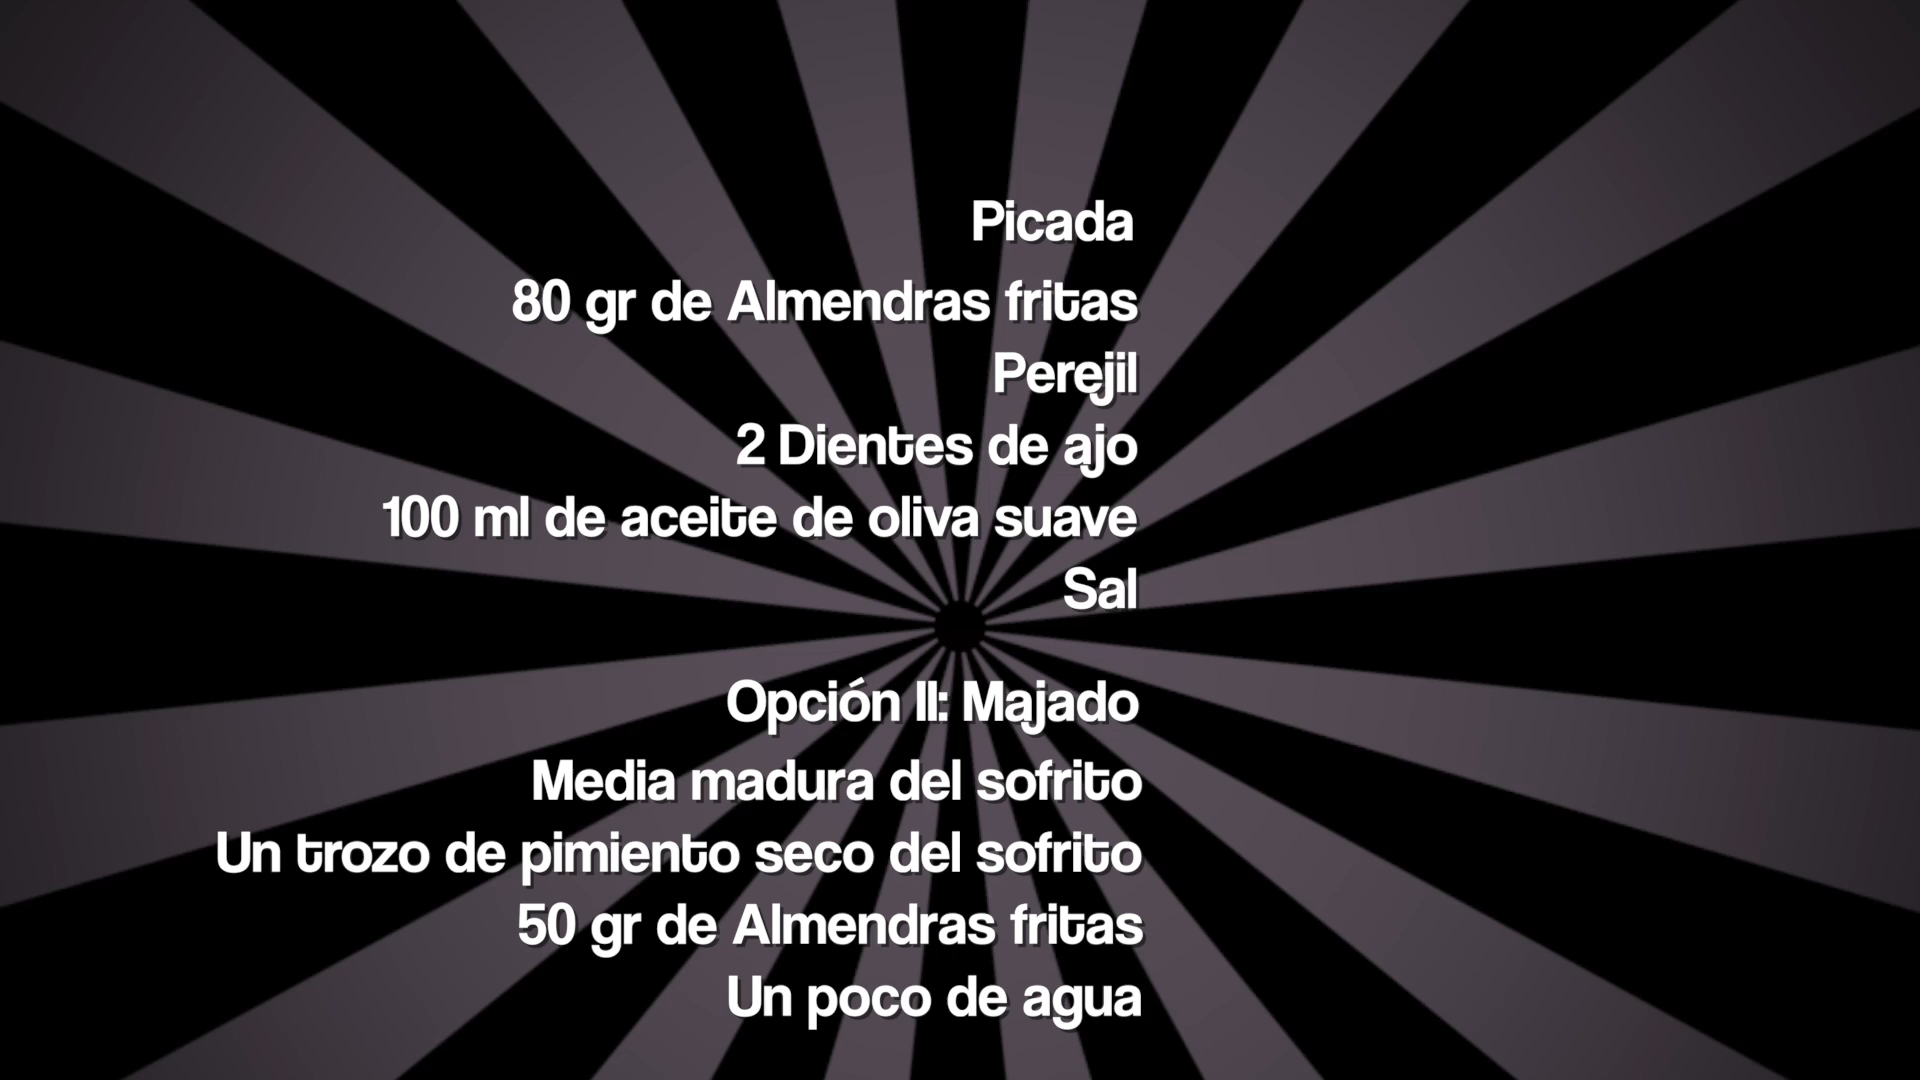 Picada
80 gr de Almendras fritas
Perejil
2 Dientes de ajo
100 ml de aceite de oliva suave
Sal
Opción II: Majado
Media madura del sofrito
Un trozo de pimiento seco del sofrito
50 gr de Almendras fritas
Un poco de agua